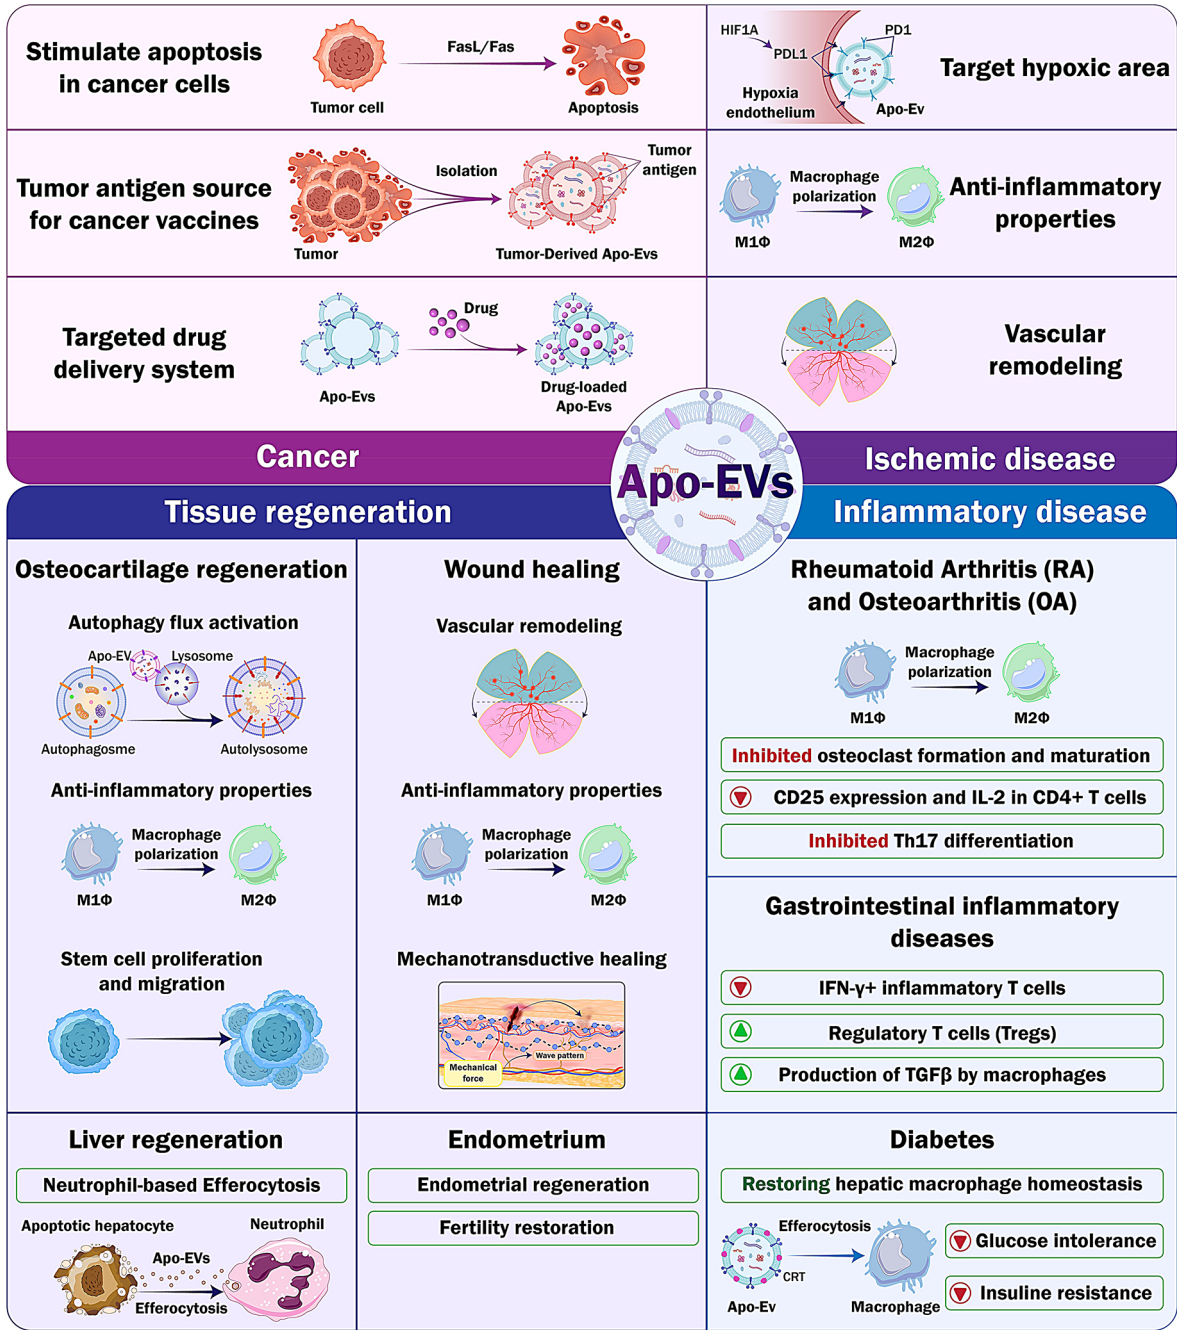 Stimulate apoptosis
in cancer cells
FasL/Fas
Tumor cell
Apoptosis
HIF1A
PDL1
PD1
Hypoxia
endothelium
Apo-Ev
Target hypoxic area
Tumor antigen source
for cancer vaccines
Isolation
Tumor
antigen
Tumor
Tumor-Derived Apo-Evs
Macrophage
polarization
M1Φ
M2Φ
Anti-inflammatory
properties
Targeted drug
delivery system
Drug
Apo-Evs
Drug-loaded
Apo-Evs
Vascular
remodeling
Cancer
Ischemic disease
Apo-EVs
Tissue regeneration
Inflammatory disease
Osteocartilage regeneration
Autophagy flux activation
Apo-EV
Lysosome
Autophagosme
Autolysosome
Anti-inflammatory properties
Macrophage
polarization
M1Φ
M2Φ
Stem cell proliferation
and migration
Wound healing
Vascular remodeling
Anti-inflammatory properties
Macrophage
polarization
M1Φ
M2Φ
Mechanotransductive healing
Wave pattern
Mechanical
force
Rheumatoid Arthritis (RA)
and Osteoarthritis (OA)
Macrophage
polarization
M1Φ
M2Φ
Inhibited osteoclast formation and maturation
CD25 expression and IL-2 in CD4+ T cells
Inhibited Th17 differentiation
Gastrointestinal inflammatory
diseases
IFN-γ+ inflammatory T cells
Regulatory T cells (Tregs)
Production of TGFβ by macrophages
Liver regeneration
Neutrophil-based Efferocytosis
Apoptotic hepatocyte
Neutrophil
Apo-EVs
Efferocytosis
Endometrium
Endometrial regeneration
Fertility restoration
Diabetes
Restoring hepatic macrophage homeostasis
Efferocytosis
CRT
Apo-Ev
Macrophage
Glucose intolerance
Insuline resistance